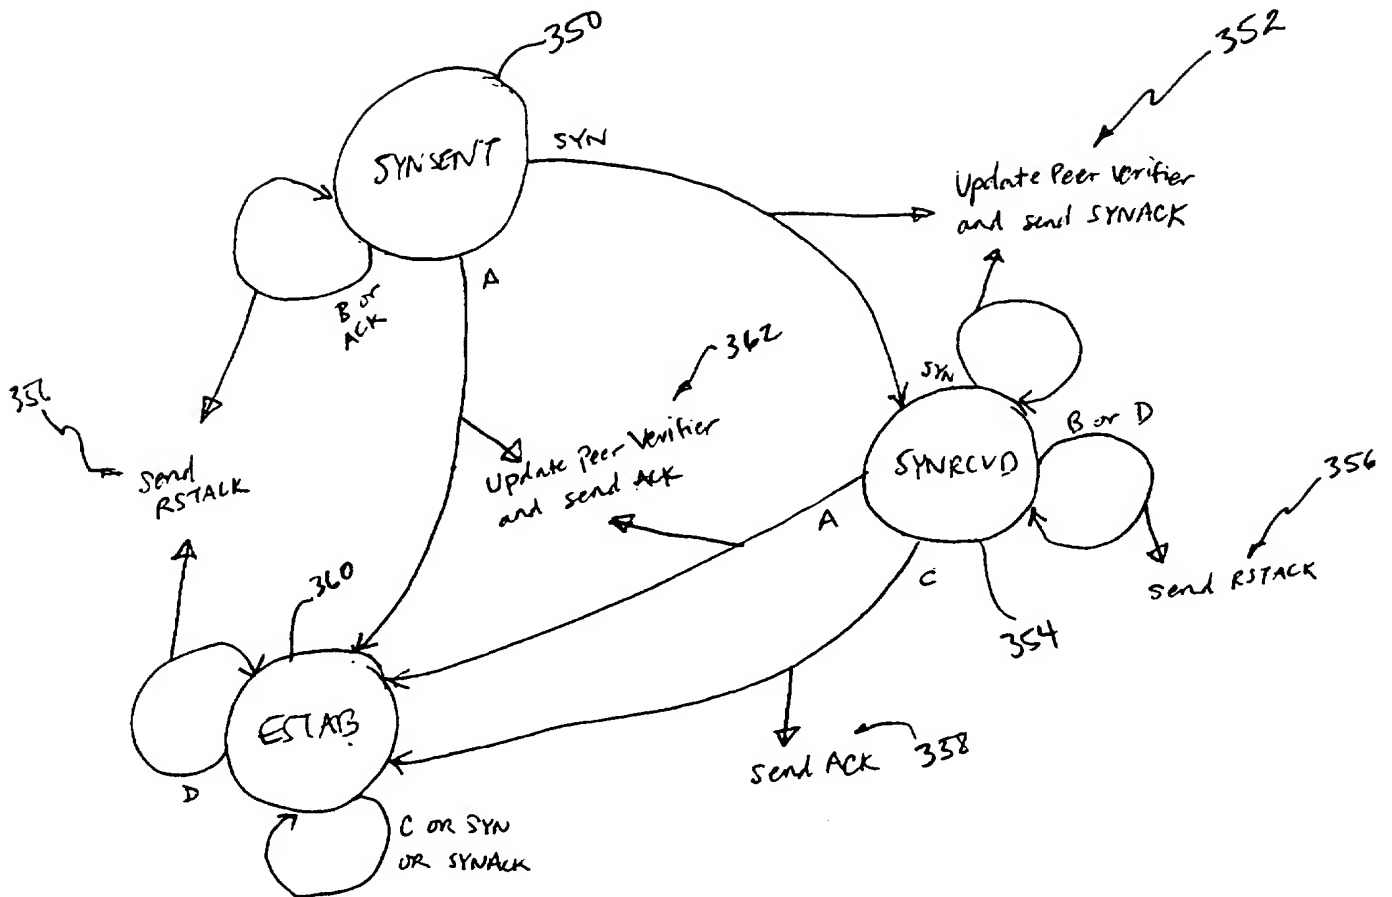 350
352
SYNSENT
SYN
Update Peer Verifier
and send SYNACK
A
B or
ACK
362
SYN
B or D
356
Update Peer Verifier
and send ACK
SYNRCVD
356
send
RSTACK
A
C
send RSTACK
360
354
ESTAB
send ACK
358
D
C OR SYN
OR SYNACK